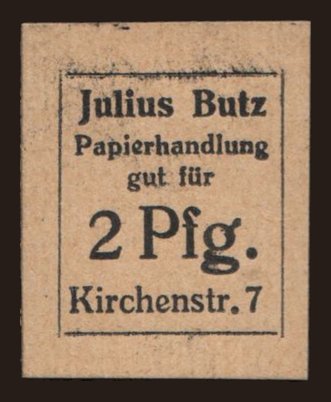 Julius Butz
Papierhandlung
gut für
2 Pfg.
Kirchenstr. 7